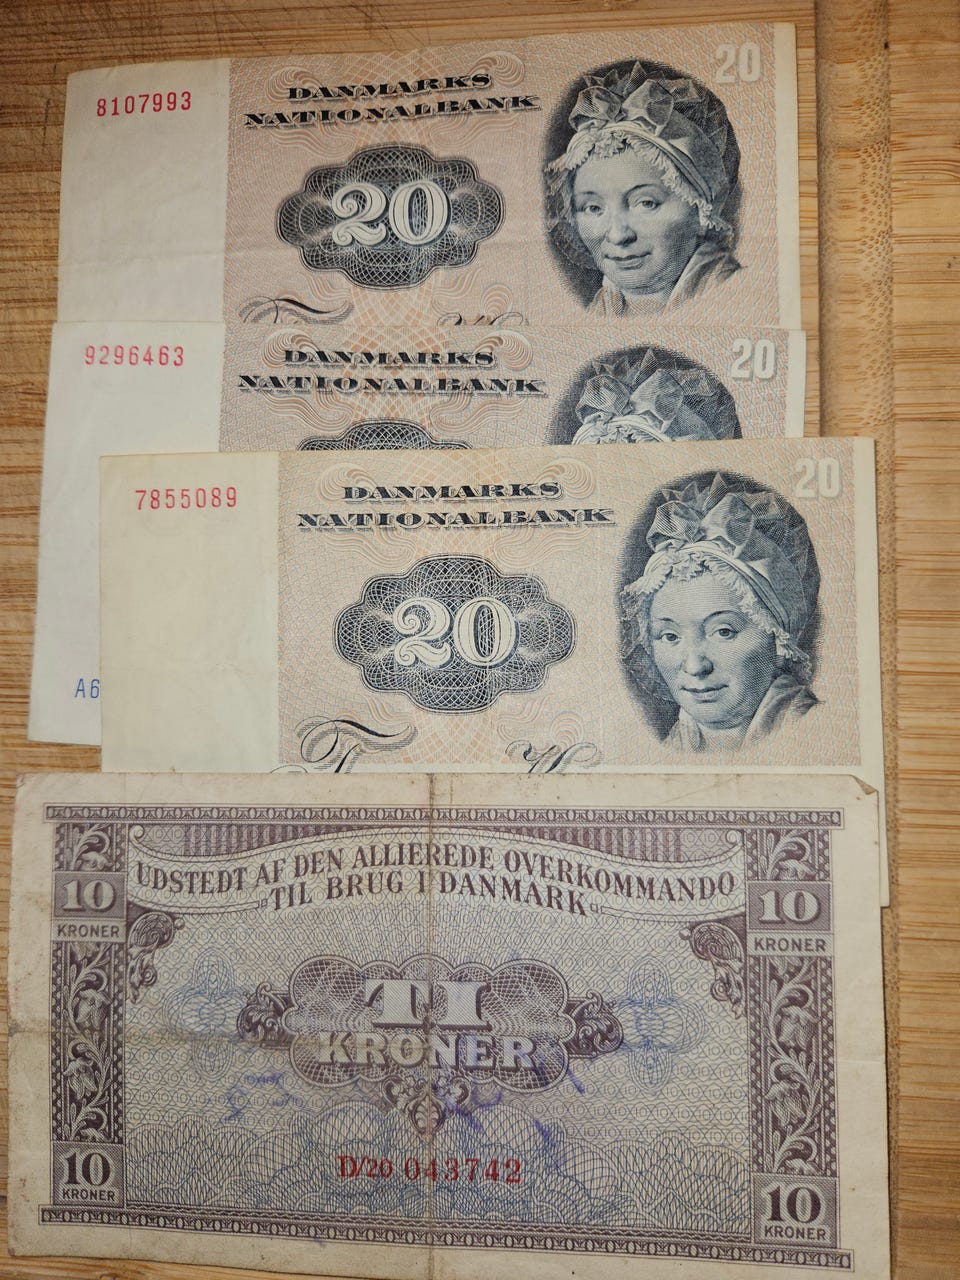 8107993
DANMARKS
NATIONALBANK
20
20
9296463
DANMARKS
NATIONALBANK
20
A6
7855089
DANMARKS
NATIONALBANK
20
20
UDSTEDT AF DEN ALLIEREDE OVERKOMMANDO
TIL BRUG I DANMARK
10
KRONER
10
KRONER
TI
KRONER
D/20 043742
10
KRONER
10
KRONER